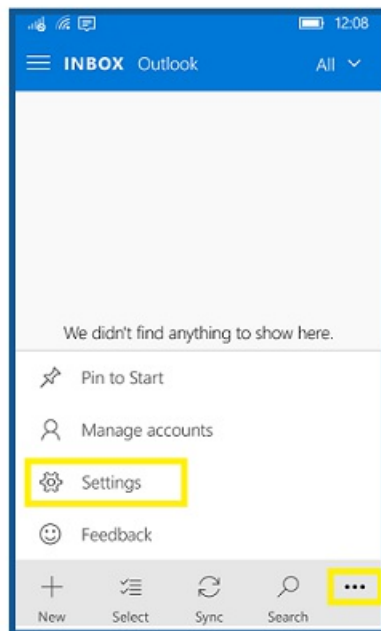 12:08
INBOX Outlook All
We didn't find anything to show here.
Pin to Start
Manage accounts
Settings
Feedback
New Select Sync Search